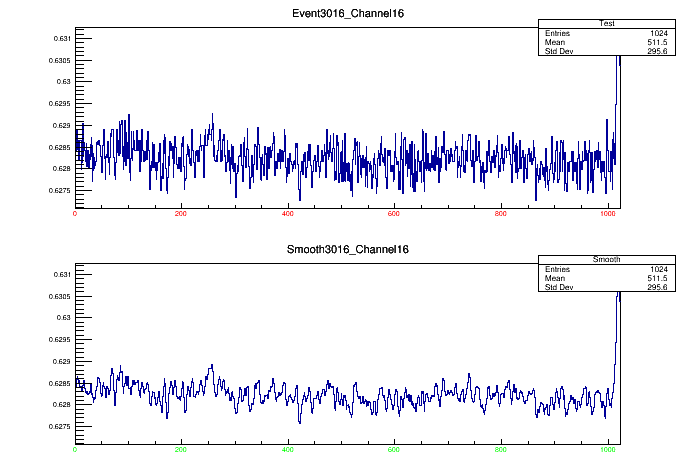 Event3016_Channel16
Test
Entries 1024
Mean 511.5
Std Dev 295.6
0.631
0.6305
0.63
0.6295
0.629
0.6285
0.628
0.6275
0 200 400 600 800 1000
Smooth3016_Channel16
Smooth
Entries 1024
Mean 511.5
Std Dev 295.6
0.631
0.6305
0.63
0.6295
0.629
0.6285
0.628
0.6275
0 200 400 600 800 1000